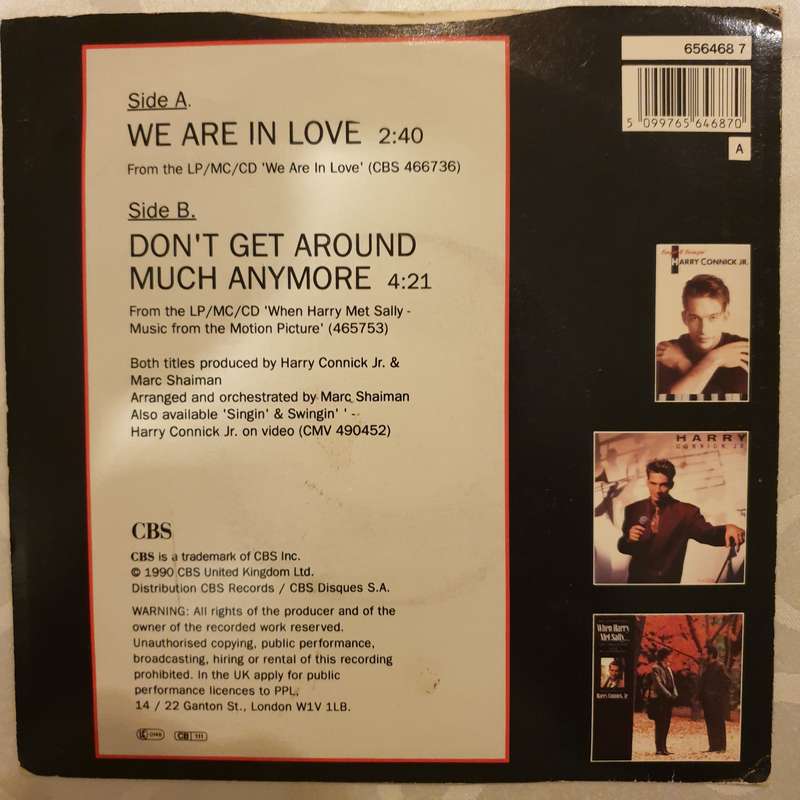 Side A.
WE ARE IN LOVE 2:40
From the LP/MC/CD 'We Are In Love' (CBS 466736)
Side B.
DON'T GET AROUND
MUCH ANYMORE 4:21
From the LP/MC/CD 'When Harry Met Sally -
Music from the Motion Picture' (465753)
Both titles produced by Harry Connick Jr. &
Marc Shaiman
Arranged and orchestrated by Marc Shaiman
Also available 'Singin' & Swingin' ' -
Harry Connick Jr. on video (CMV 490452)
CBS
CBS is a trademark of CBS Inc.
© 1990 CBS United Kingdom Ltd.
Distribution CBS Records / CBS Disques S.A.
WARNING: All rights of the producer and of the
owner of the recorded work reserved.
Unauthorised copying, public performance,
broadcasting, hiring or rental of this recording
prohibited. In the UK apply for public
performance licences to PPL,
14 / 22 Ganton St., London W1V 1LB.
CB 111
656468 7
5 099765 646870
A
HARRY CONNICK JR.
HARRY
CONNICK JR.
When Harry
Met Sally...
Harry Connick, Jr.